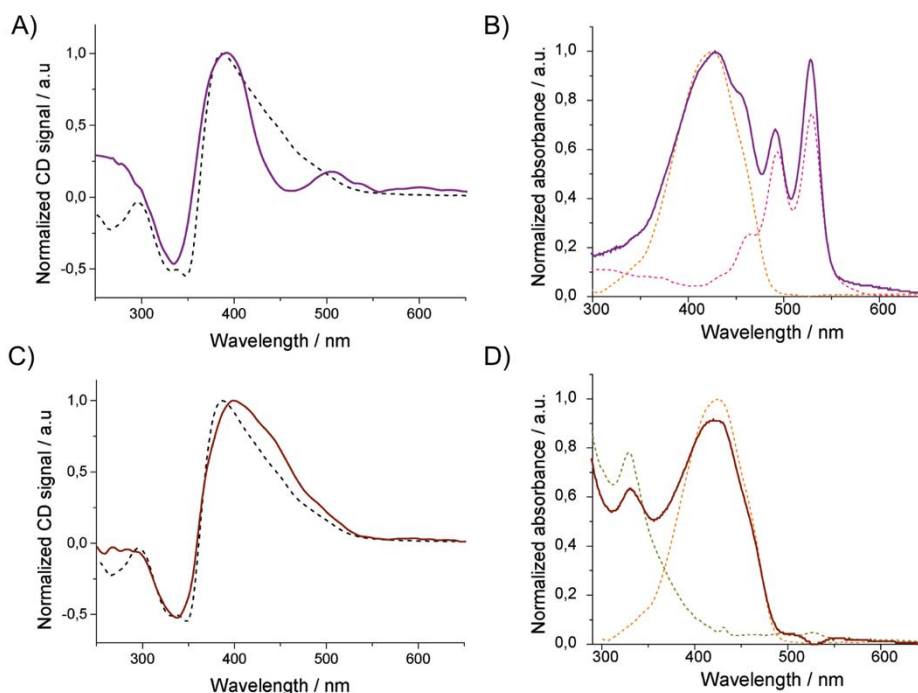 A)
Normalized CD signal / a.u
1,0
0,5
0,0
-0,5
300 400 500 600
Wavelength / nm
B)
Normalized absorbance / a.u.
1,0
0,8
0,6
0,4
0,2
0,0
300 400 500 600
Wavelength / nm
C)
Normalized CD signal / a.u
1,0
0,5
0,0
-0,5
300 400 500 600
Wavelength / nm
D)
Normalized absorbance / a.u.
1,0
0,8
0,6
0,4
0,2
0,0
300 400 500 600
Wavelength / nm